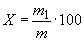 X = m₁/m · 100